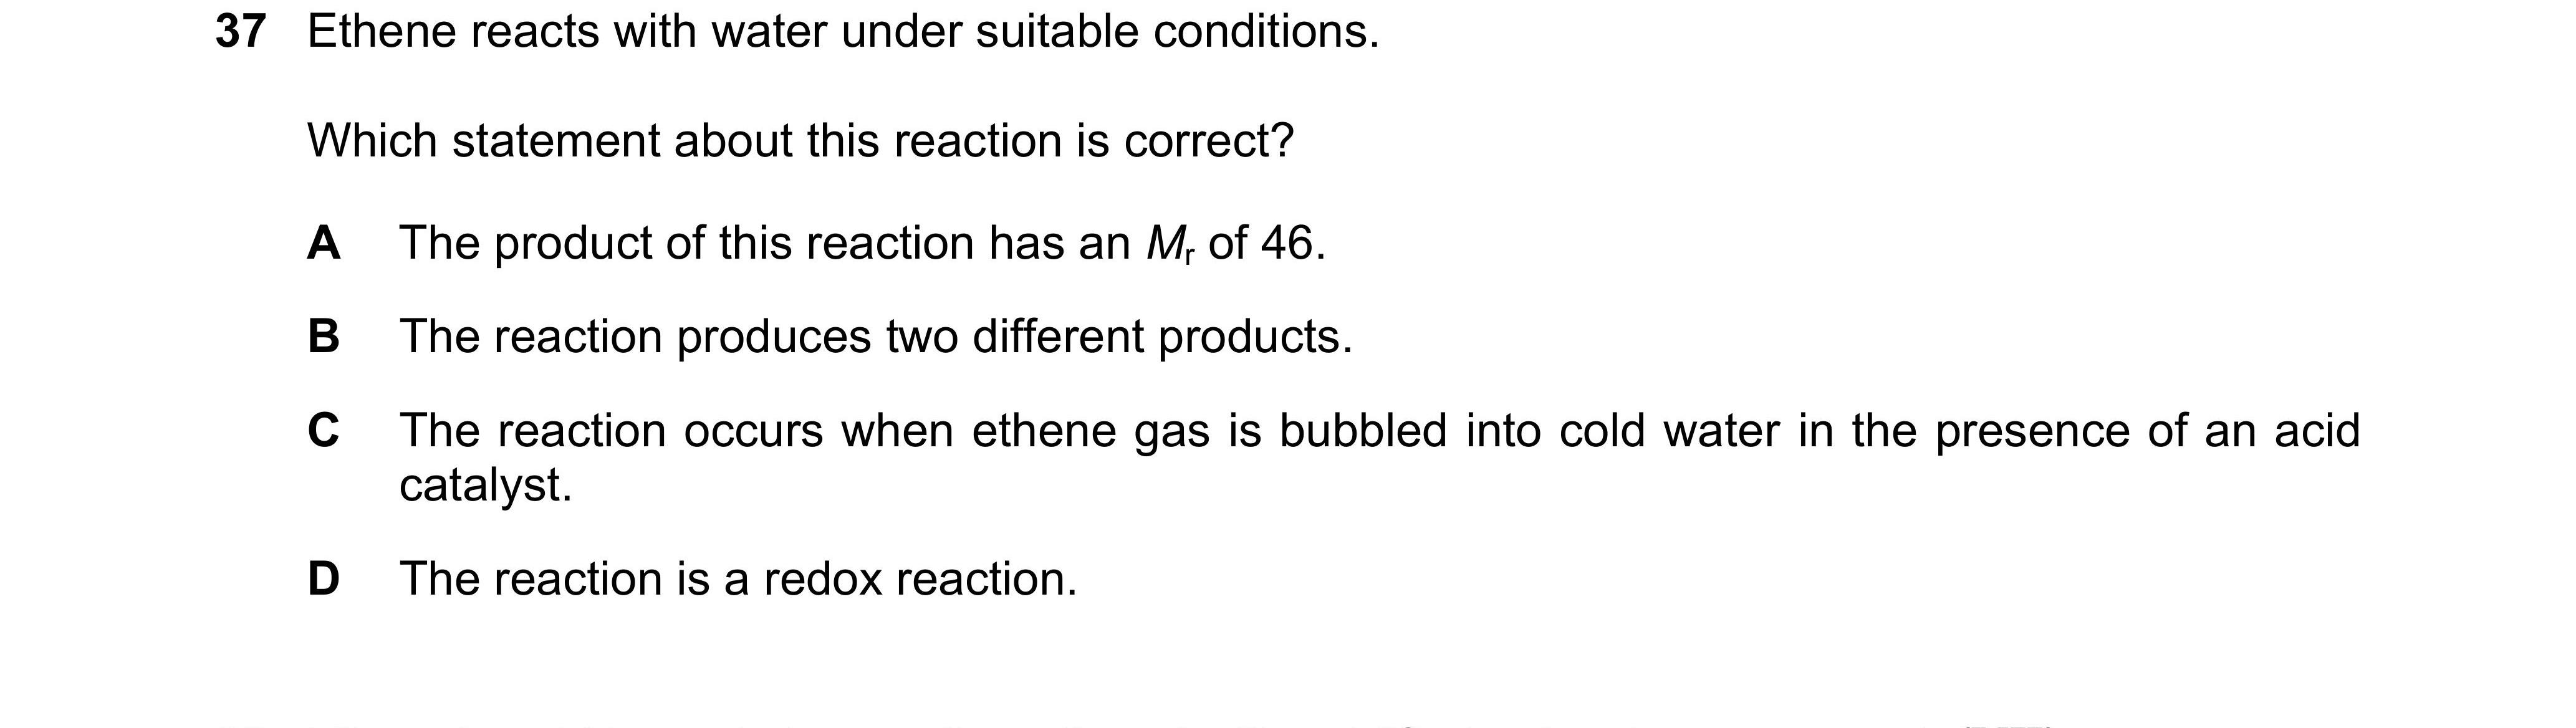 37 Ethene reacts with water under suitable conditions.
Which statement about this reaction is correct?
A The product of this reaction has an Mr of 46.
B The reaction produces two different products.
C The reaction occurs when ethene gas is bubbled into cold water in the presence of an acid
catalyst.
D The reaction is a redox reaction.